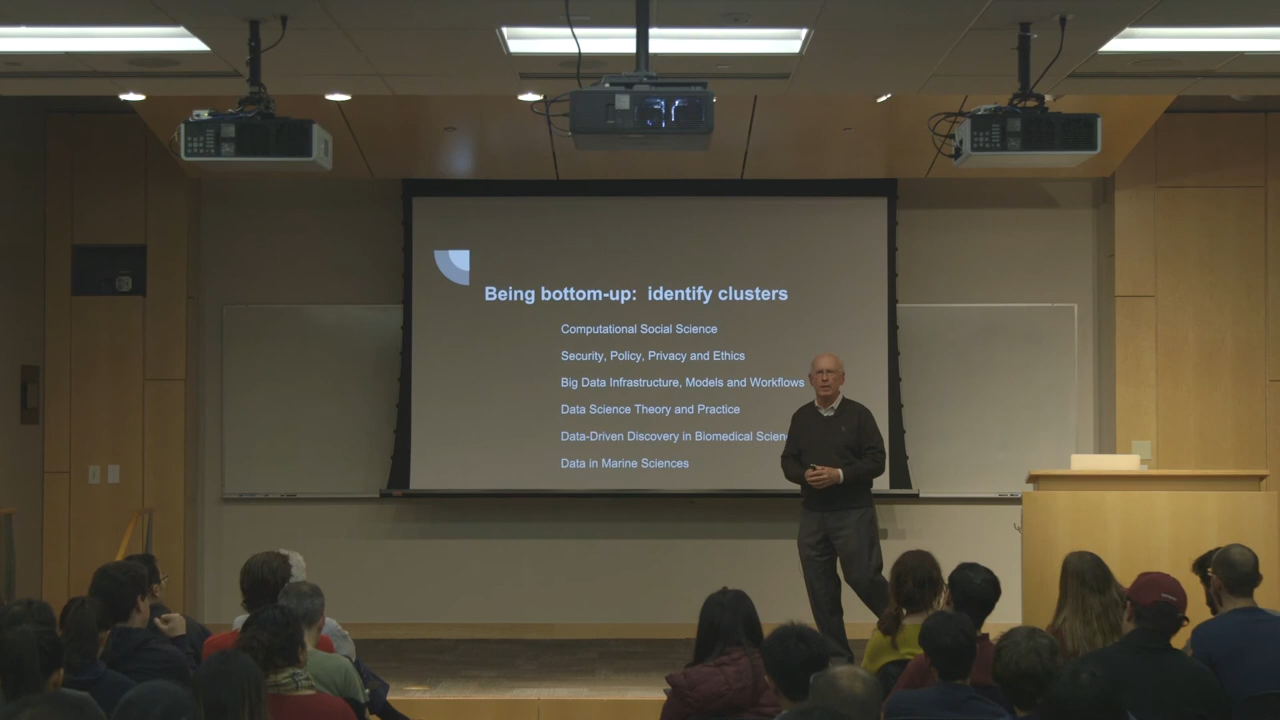 Being bottom-up: identify clusters
Computational Social Science
Security, Policy, Privacy and Ethics
Big Data Infrastructure, Models and Workflows
Data Science Theory and Practice
Data-Driven Discovery in Biomedical Scien
Data in Marine Sciences